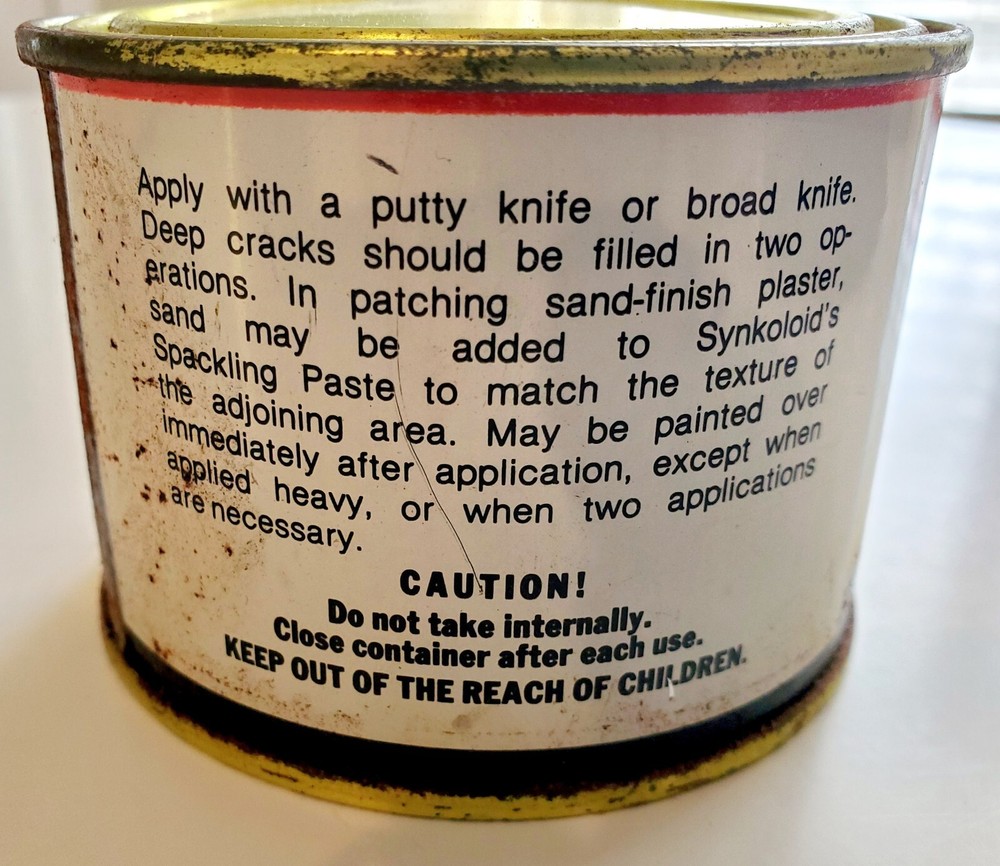 Apply with a putty knife or broad knife.
Deep cracks should be filled in two op-
erations. In patching sand-finish plaster,
sand may be added to Synkoloid's
Spackling Paste to match the texture of
the adjoining area. May be painted over
immediately after application, except when
applied heavy, or when two applications
are necessary.
CAUTION!
Do not take internally.
Close container after each use.
KEEP OUT OF THE REACH OF CHILDREN.